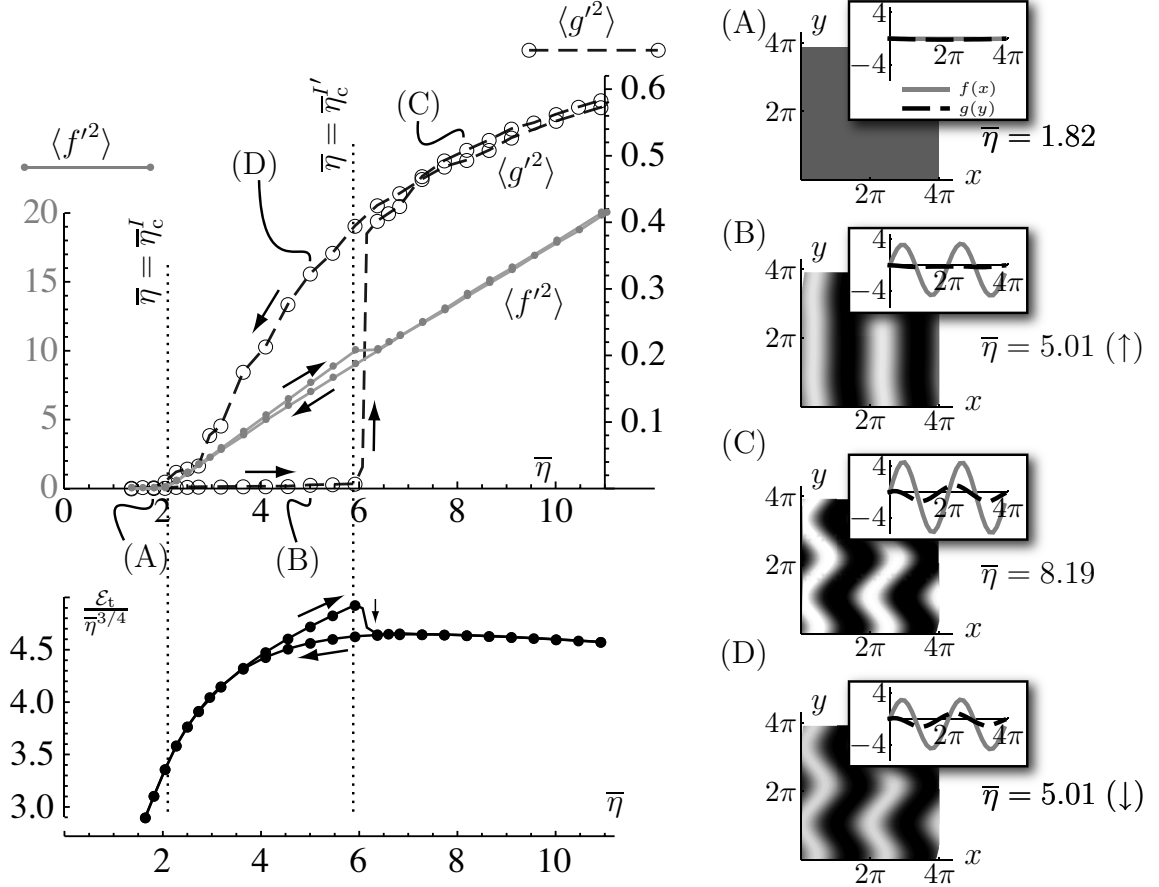 ⟨g′²⟩
⟨f′²⟩
η̅ = η̅_c^I
η̅ = η̅_c^I′
(D)
(C)
⟨g′²⟩
⟨f′²⟩
20
15
10
5
0
0.6
0.5
0.4
0.3
0.2
0.1
η̅
0 2 4 6 8 10
(A)
(B)
ℰ_t / η̅^3/4
4.5
4.0
3.5
3.0
η̅
0 2 4 6 8 10
(A)
y
4π
2π
2π 4π x
4
−4
2π 4π
f(x)
g(y)
η̅ = 1.82
(B)
y
4π
2π
2π 4π x
4
−4
2π 4π
η̅ = 5.01 (↑)
(C)
y
4π
2π
2π 4π x
4
−4
2π 4π
η̅ = 8.19
(D)
y
4π
2π
2π 4π x
4
−4
2π 4π
η̅ = 5.01 (↓)